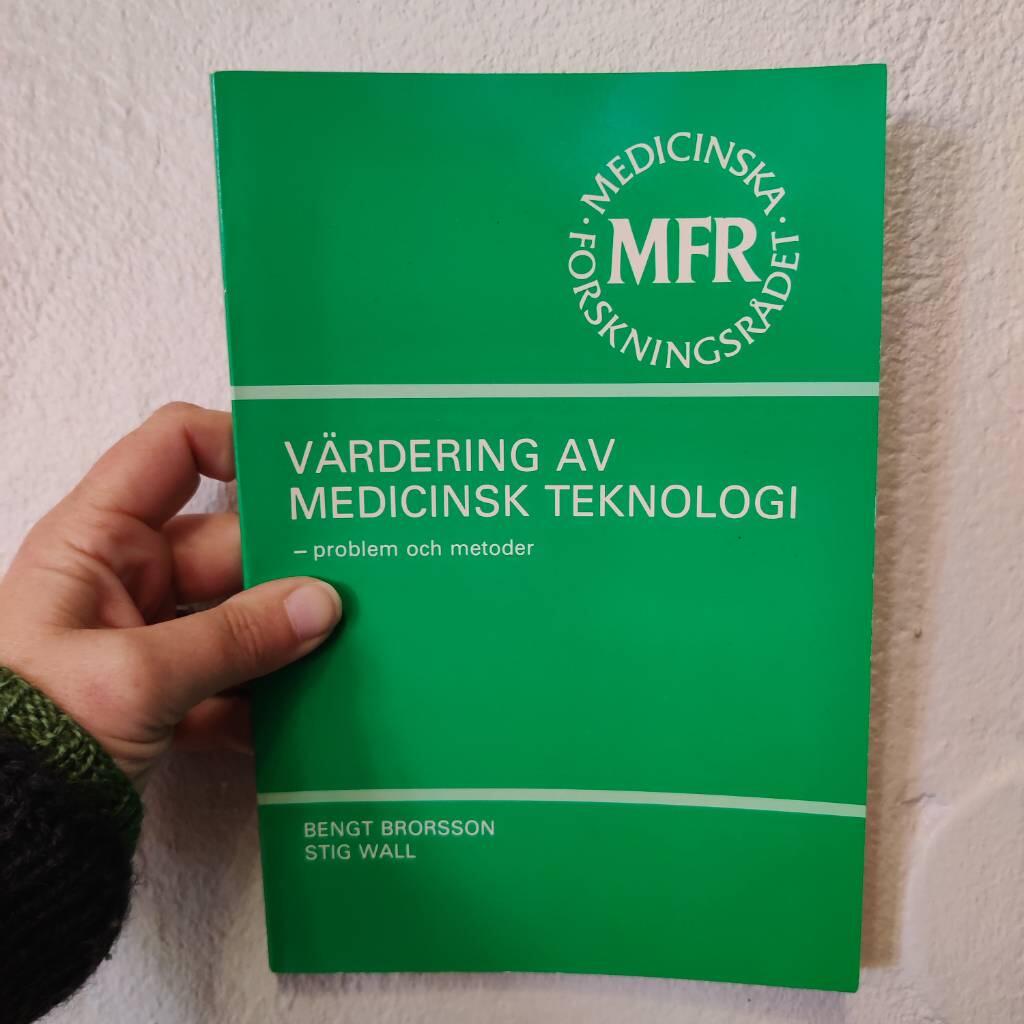 · MEDICINSKA ·
FORSKNINGSRÅDET
MFR
VÄRDERING AV
MEDICINSK TEKNOLOGI
– problem och metoder
BENGT BRORSSON
STIG WALL